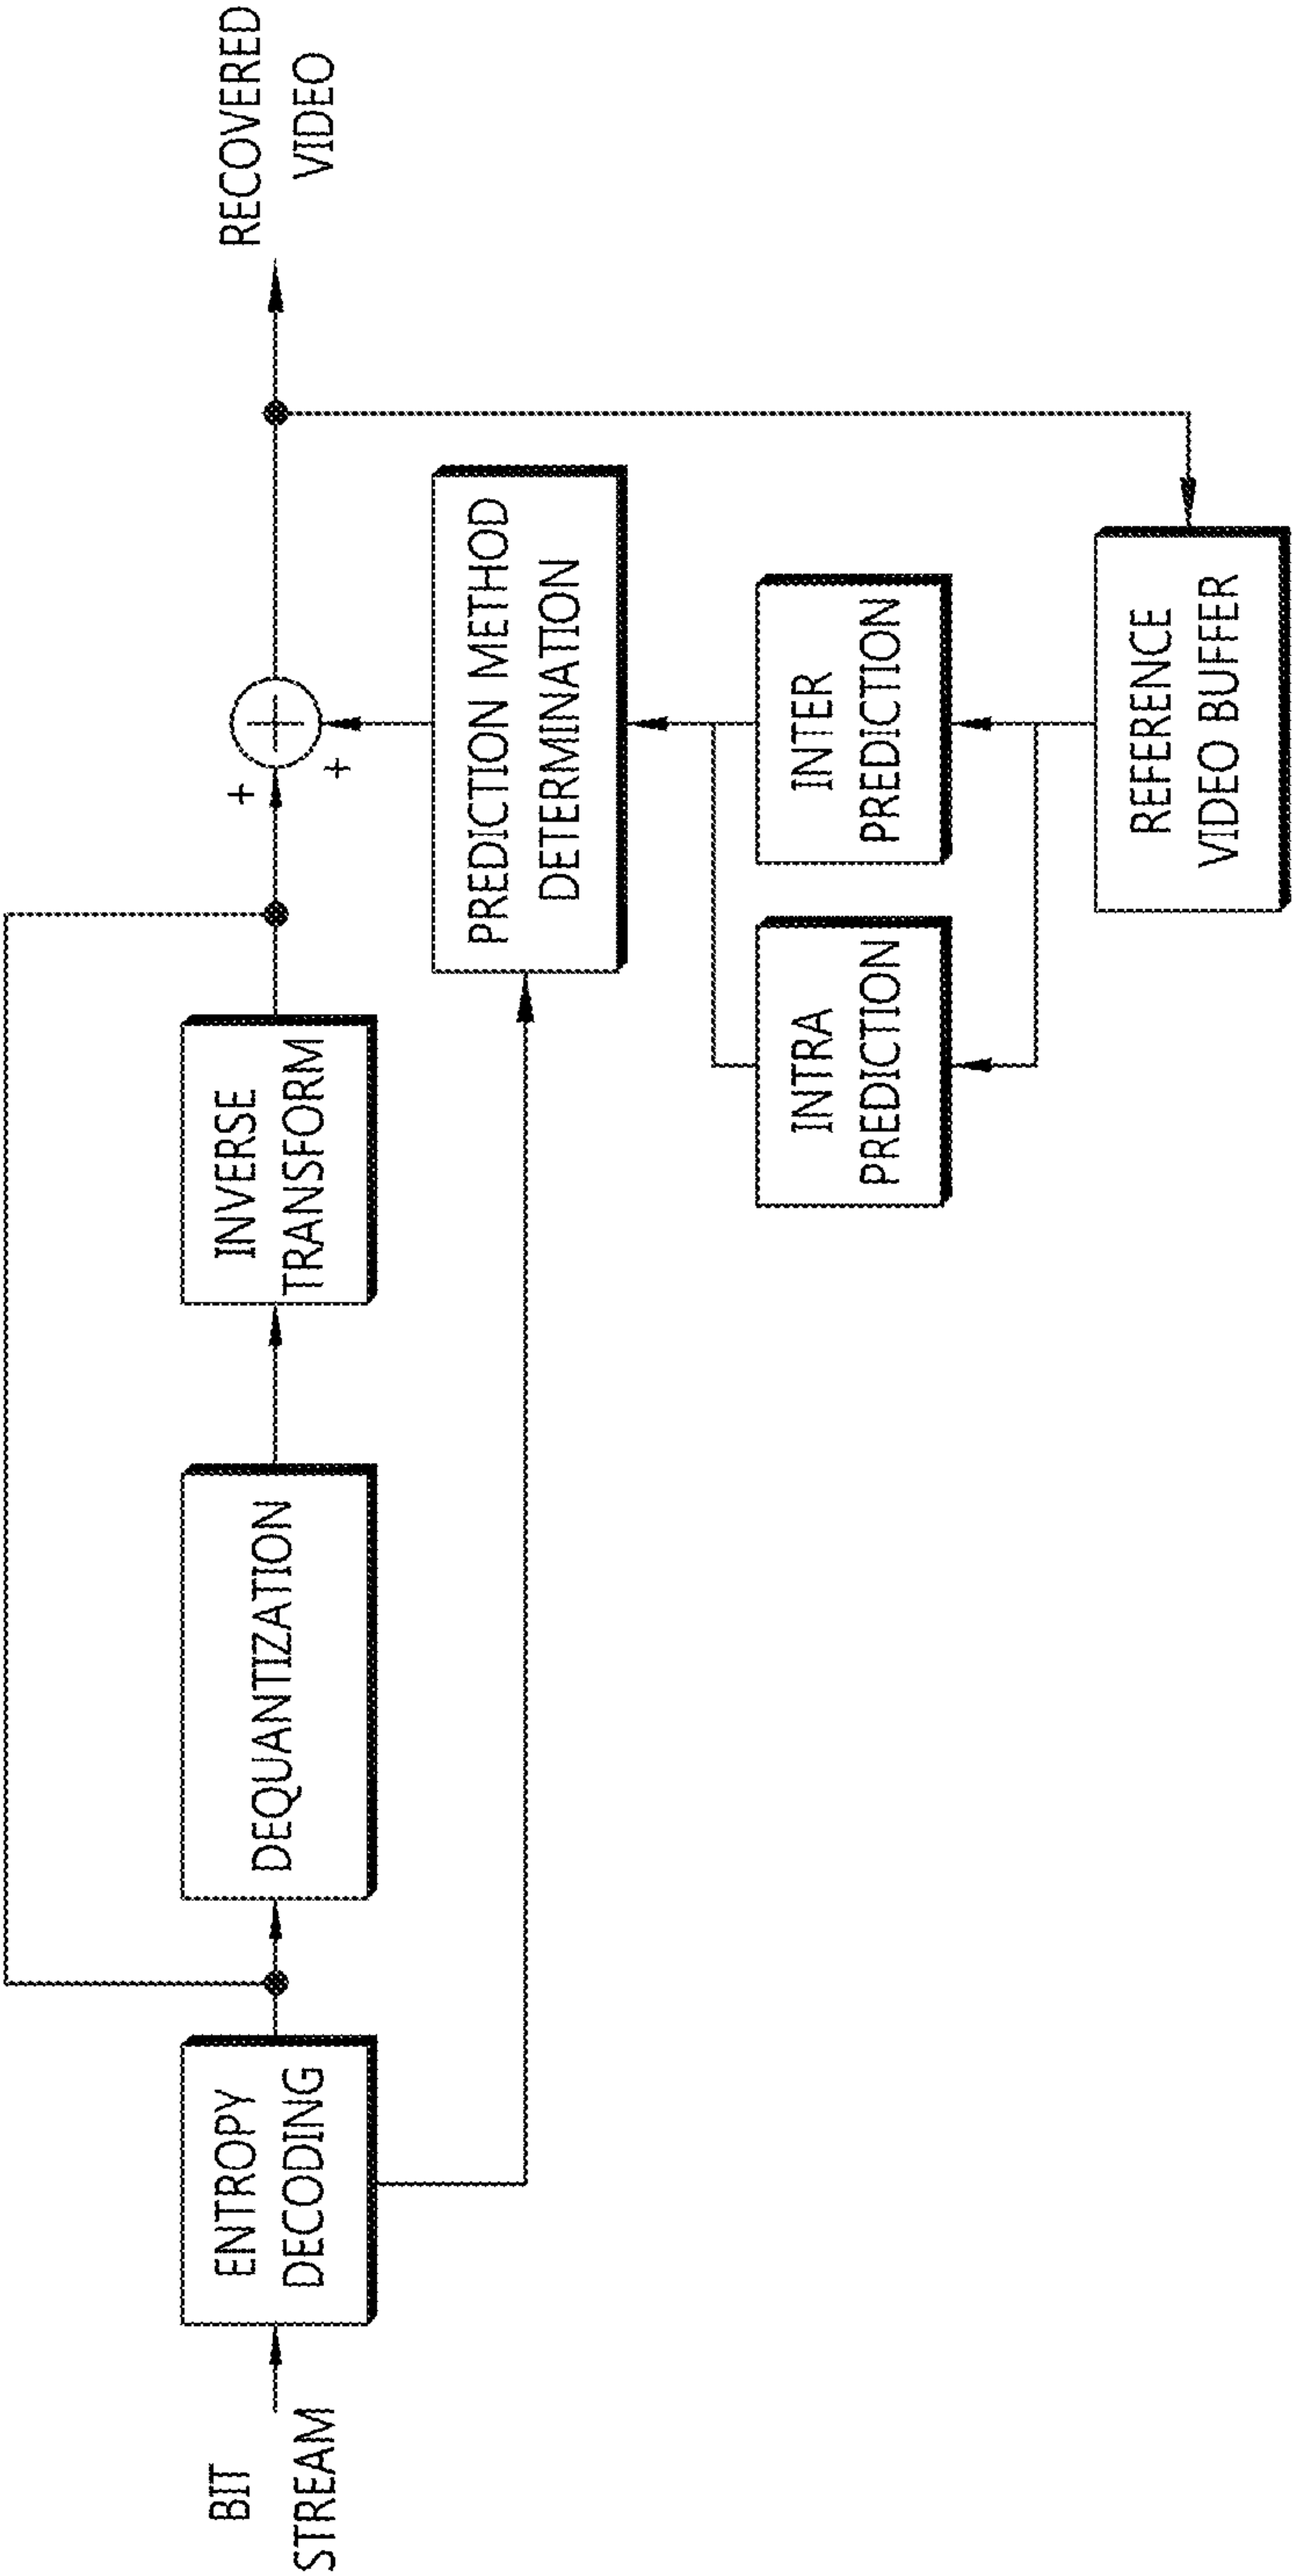 BIT
STREAM
ENTROPY
DECODING
DEQUANTIZATION
INVERSE
TRANSFORM
+
+
RECOVERED
VIDEO
PREDICTION METHOD
DETERMINATION
INTRA
PREDICTION
INTER
PREDICTION
REFERENCE
VIDEO BUFFER